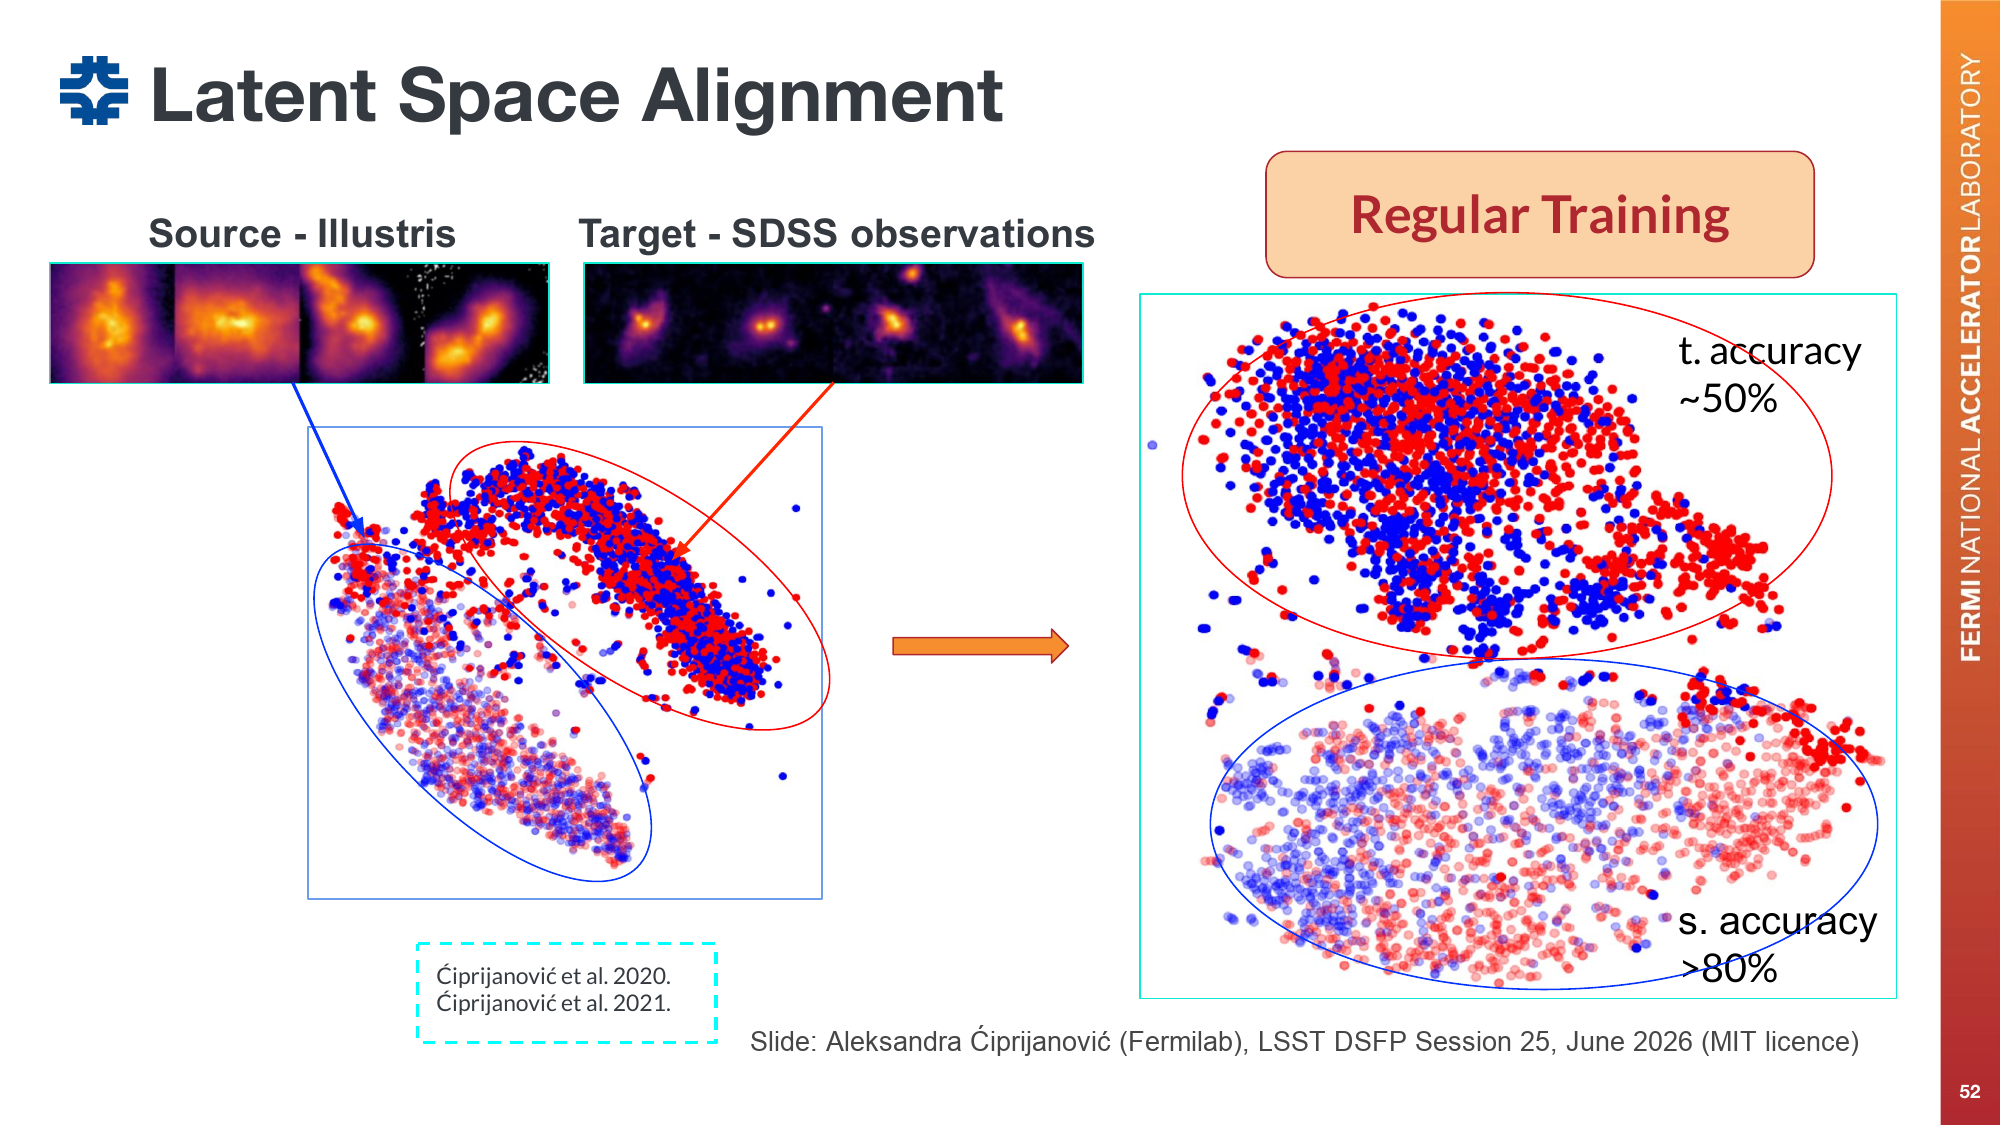 Latent Space Alignment
Source - Illustris
Target - SDSS observations
Regular Training
t. accuracy
~50%
s. accuracy
>80%
Ćiprijanović et al. 2020.
Ćiprijanović et al. 2021.
Slide: Aleksandra Ćiprijanović (Fermilab), LSST DSFP Session 25, June 2026 (MIT licence)
FERMI NATIONAL ACCELERATOR LABORATORY
52